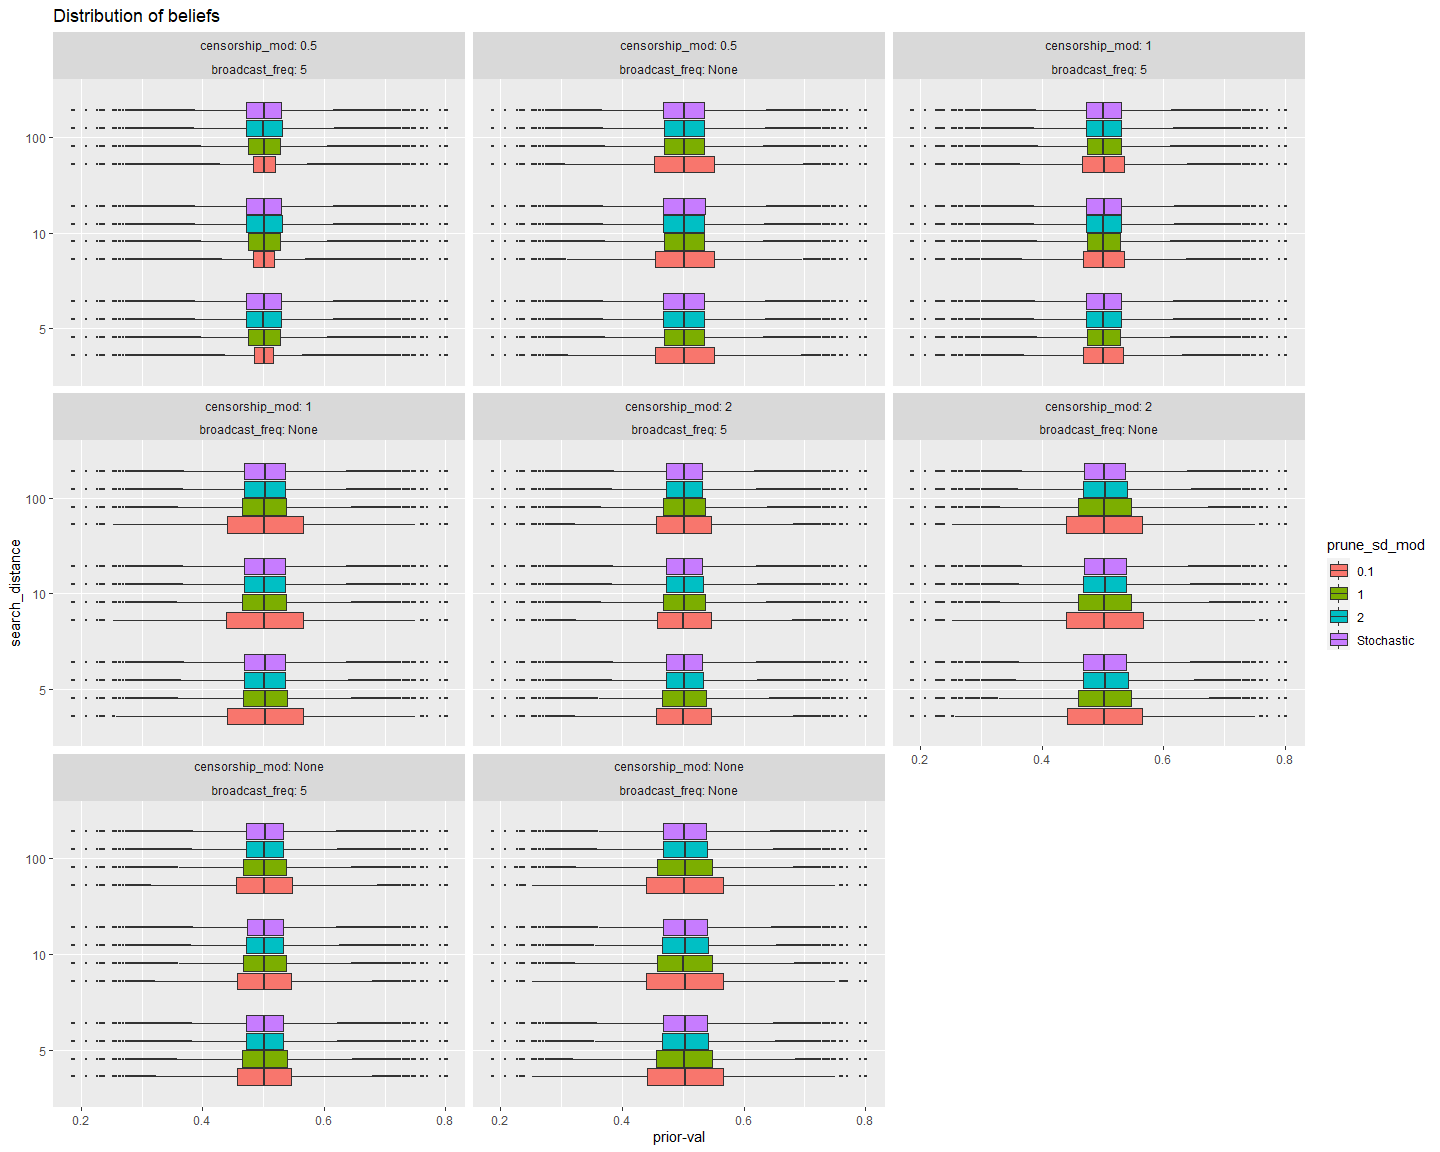 Distribution of beliefs
censorship_mod: 0.5
broadcast_freq: 5
censorship_mod: 0.5
broadcast_freq: None
censorship_mod: 1
broadcast_freq: 5
100
10
5
censorship_mod: 1
broadcast_freq: None
censorship_mod: 2
broadcast_freq: 5
censorship_mod: 2
broadcast_freq: None
100
10
5
0.2 0.4 0.6 0.8
censorship_mod: None
broadcast_freq: 5
censorship_mod: None
broadcast_freq: None
100
10
5
0.2 0.4 0.6 0.8
0.2 0.4 0.6 0.8
search_distance
prior-val
prune_sd_mod
0.1
1
2
Stochastic